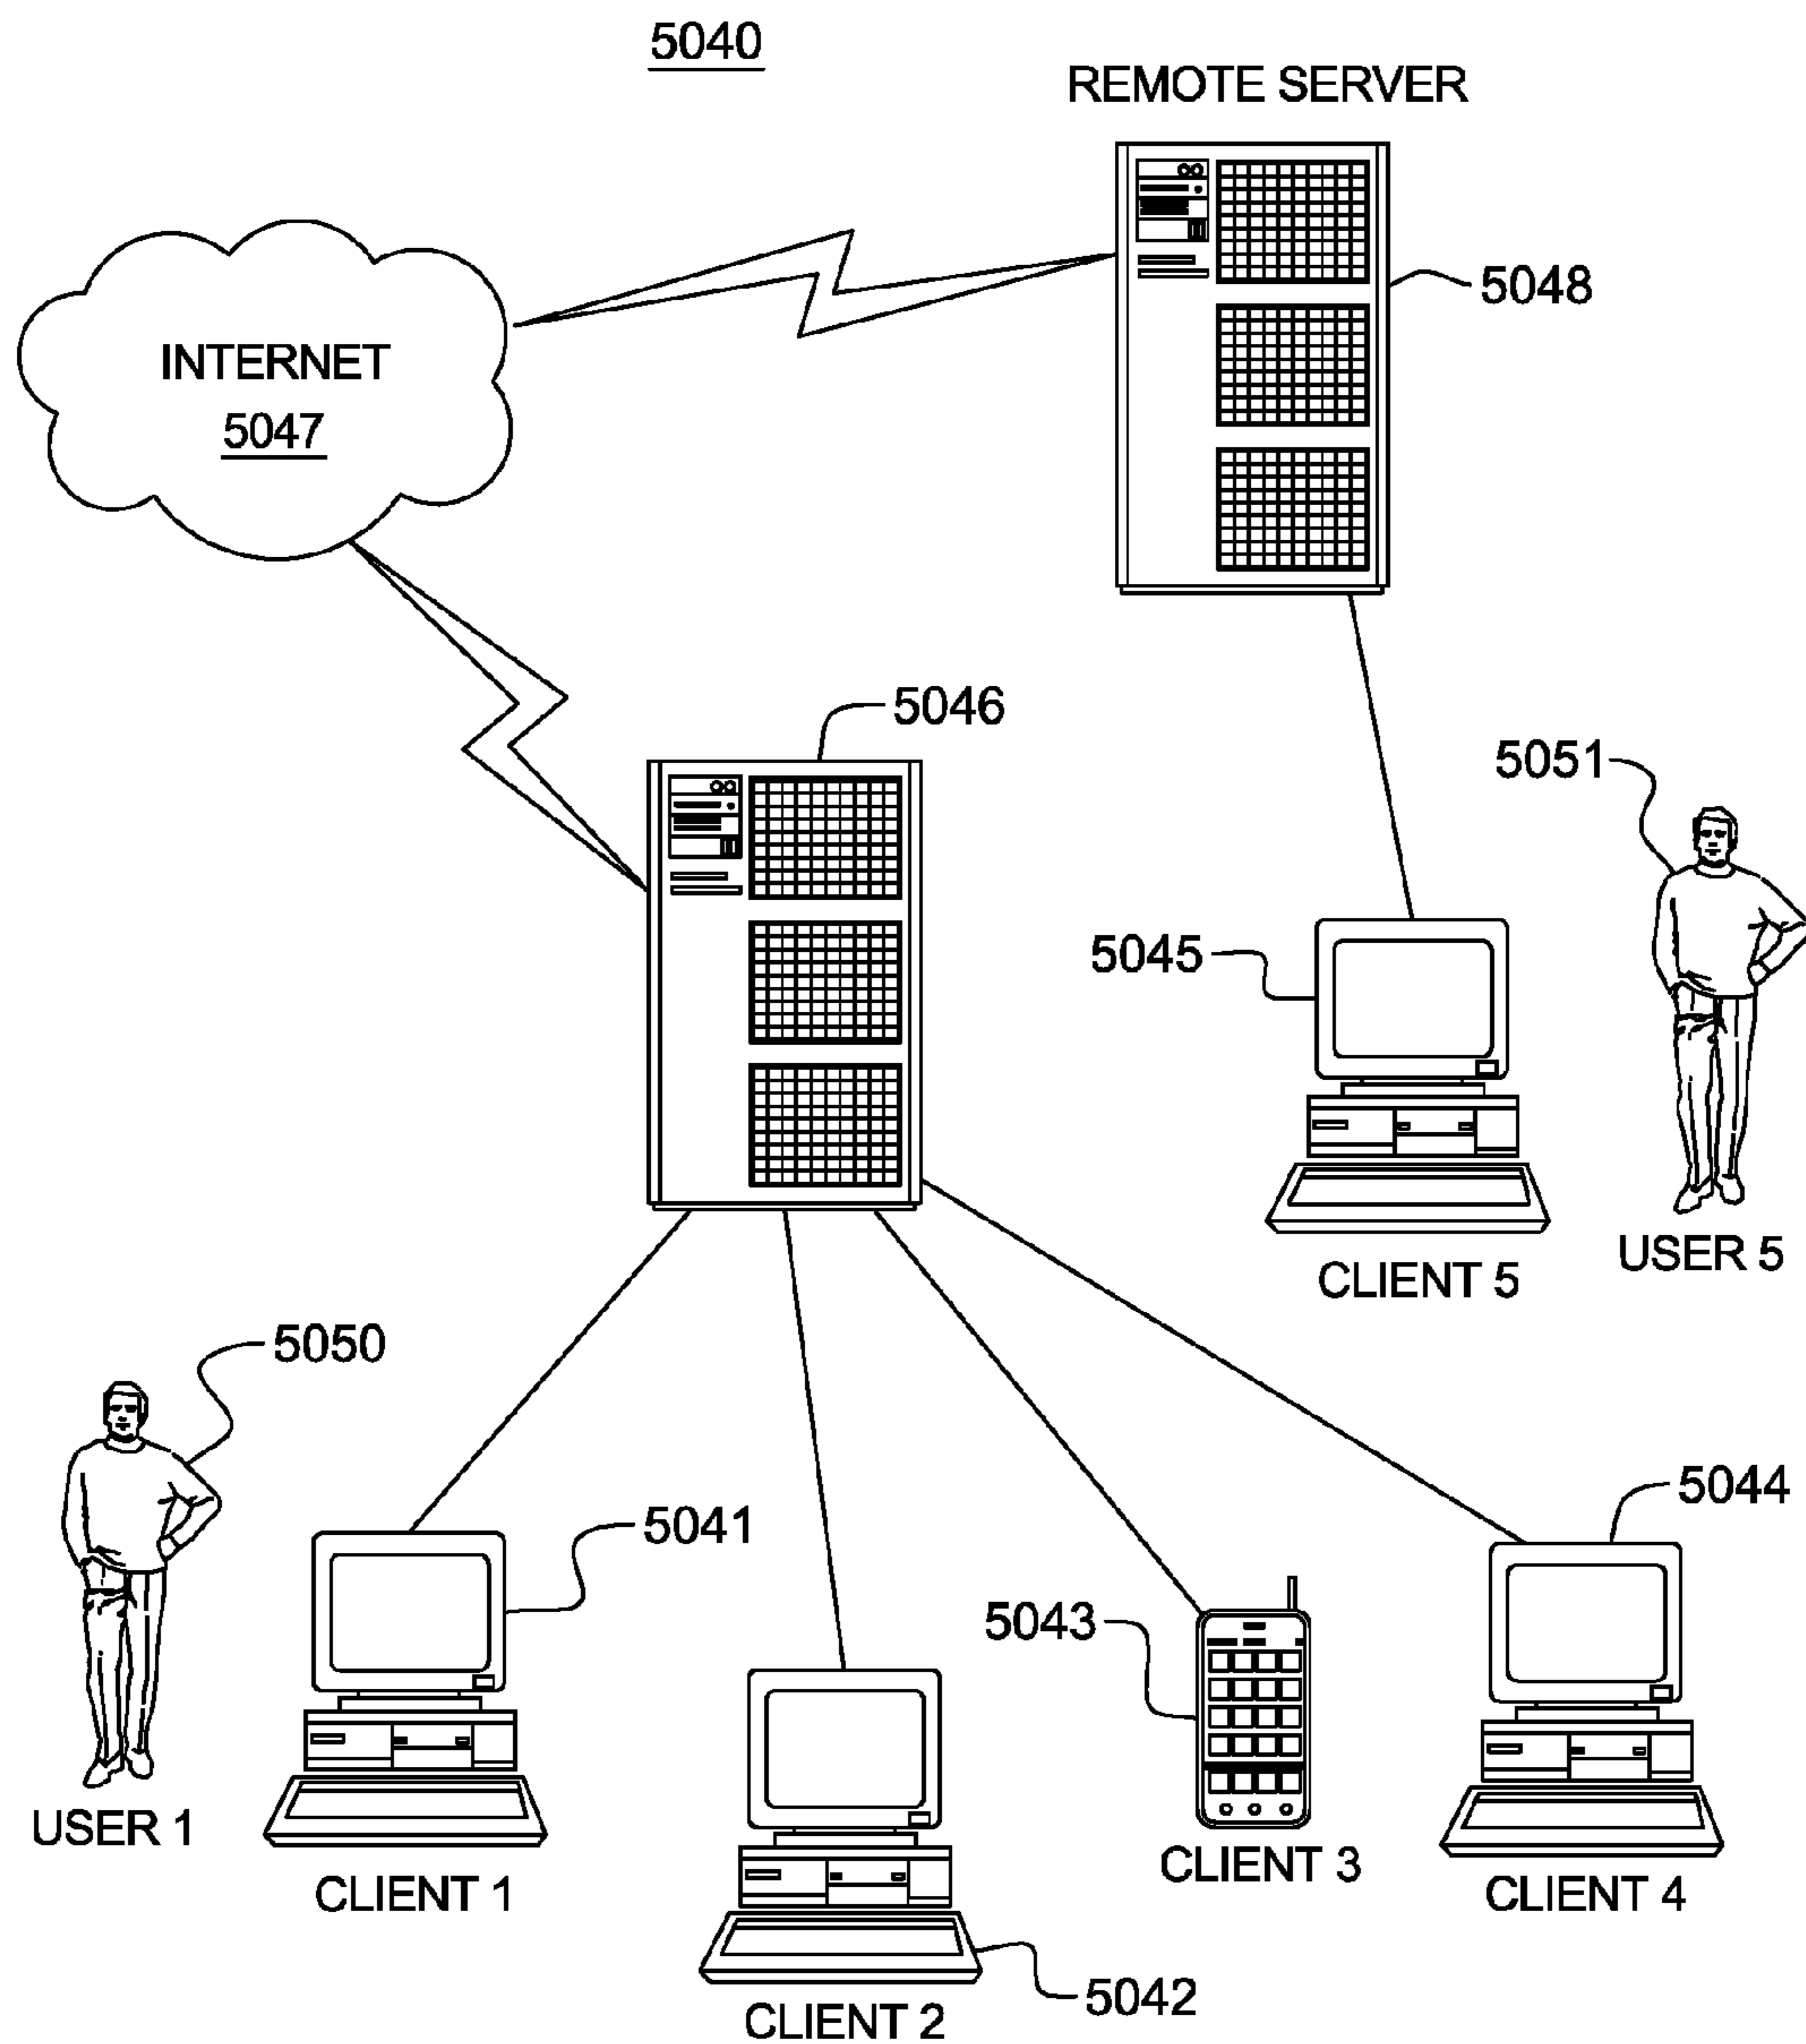 5040
REMOTE SERVER
5048
INTERNET
5047
5046
5051
5045
USER 5
CLIENT 5
5050
5044
5041
5043
USER 1
CLIENT 3
CLIENT 1
CLIENT 4
5042
CLIENT 2